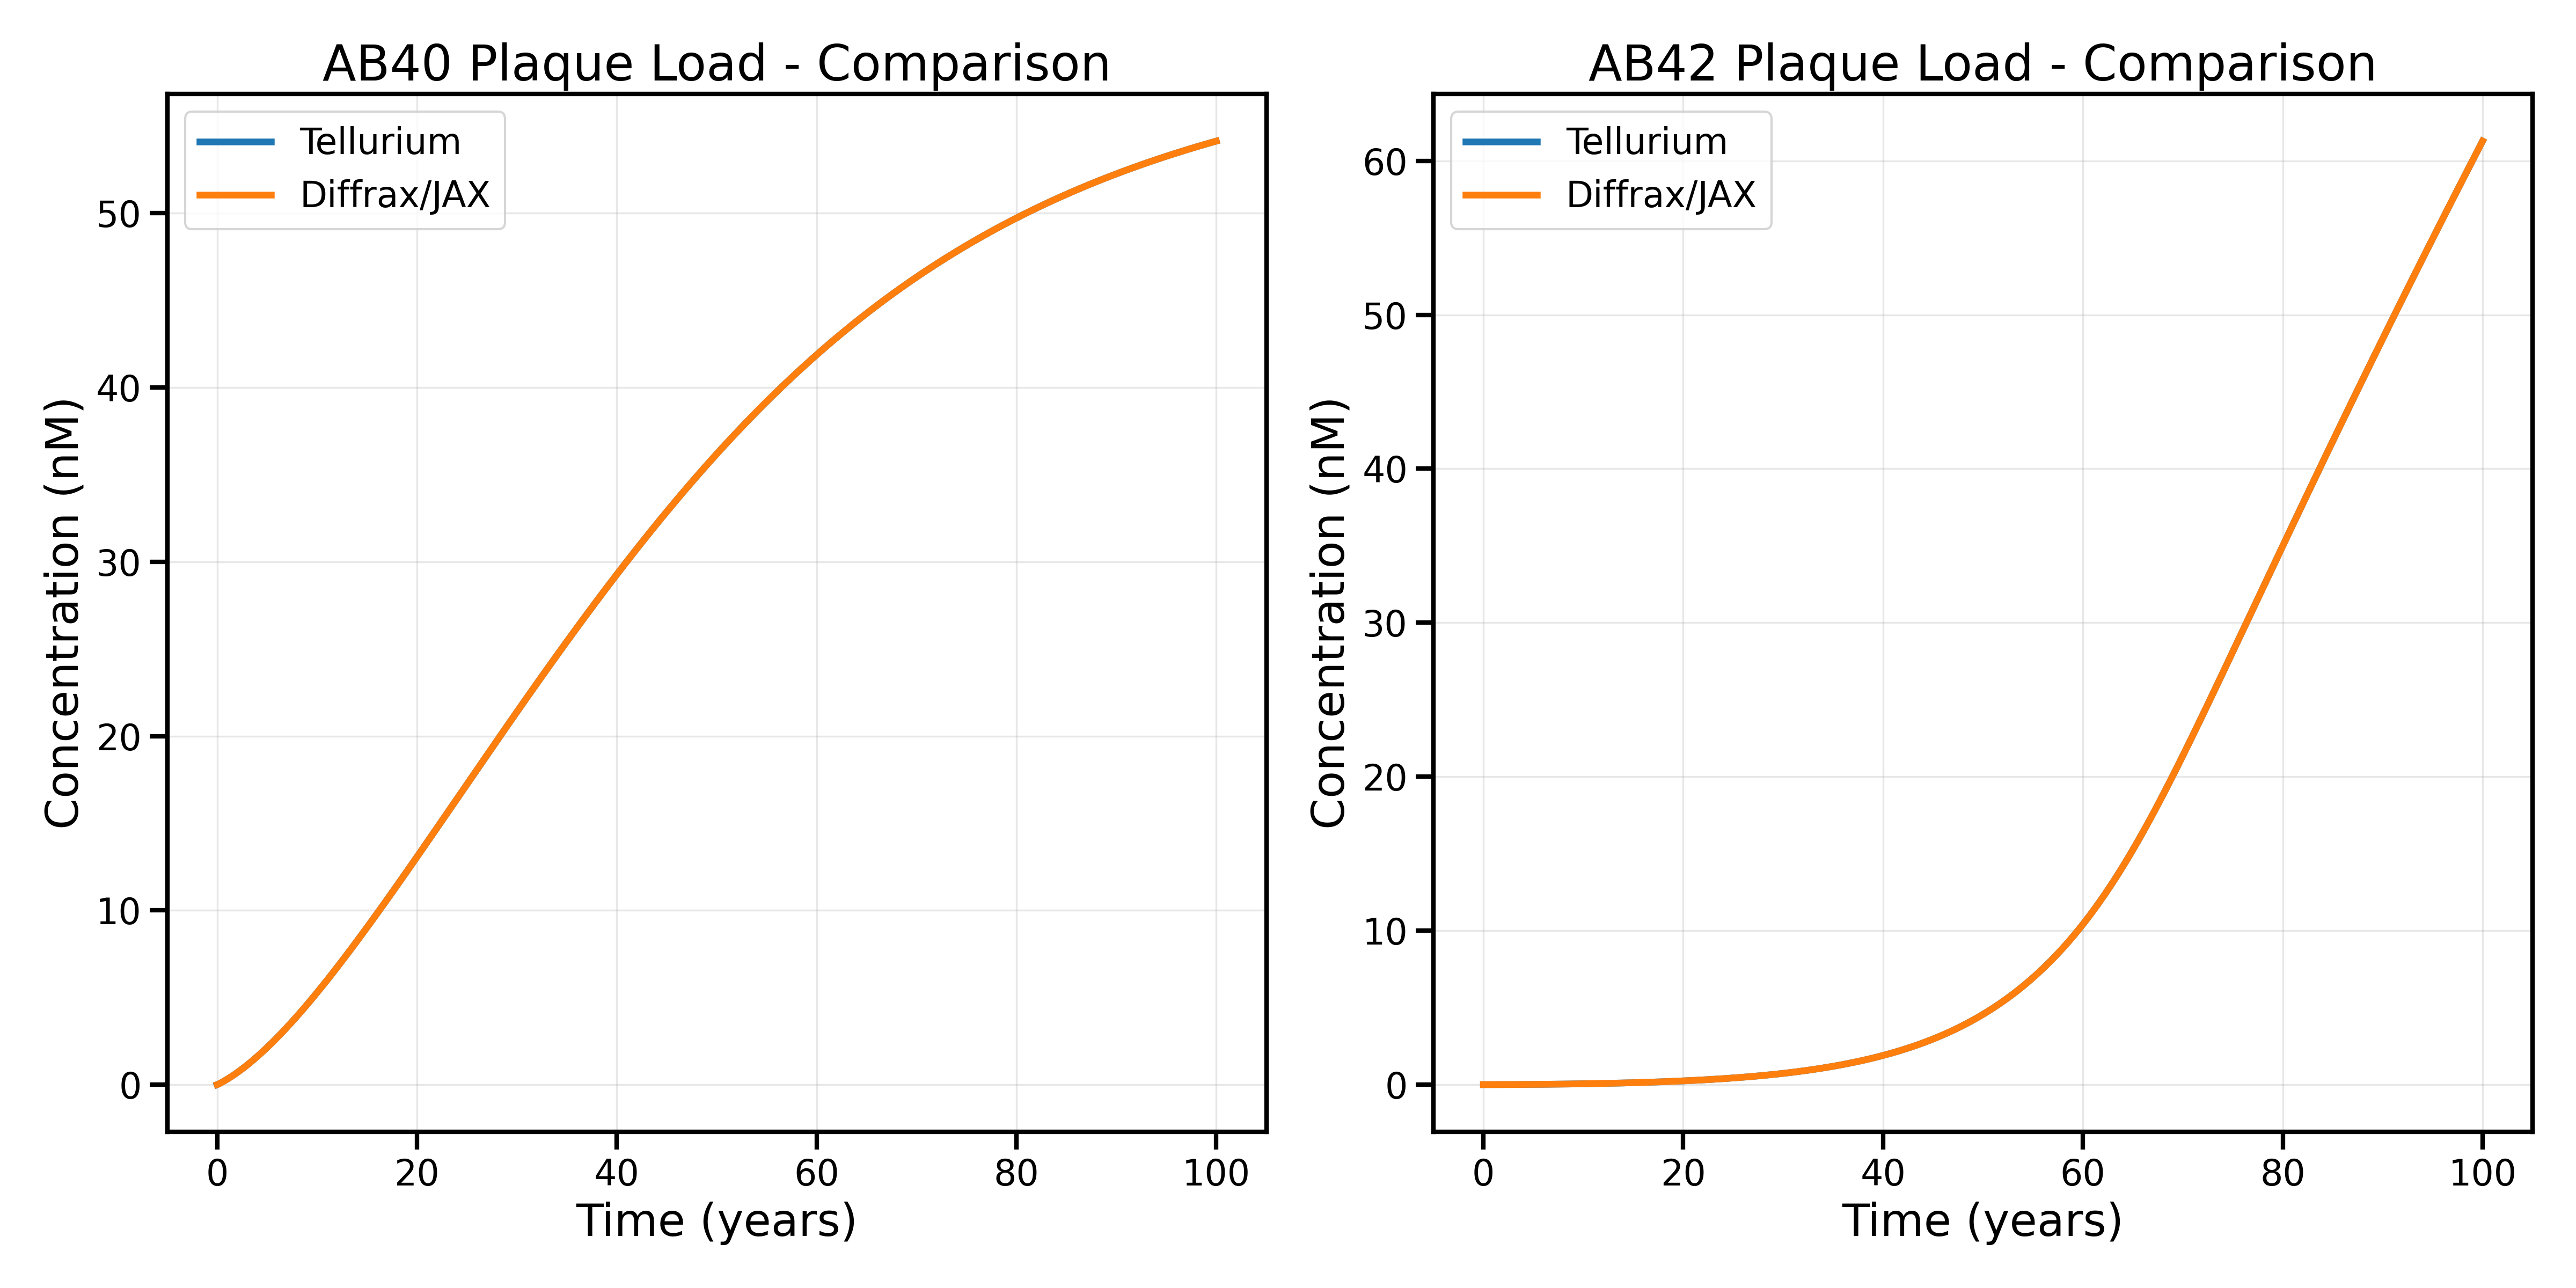 AB40 Plaque Load - Comparison
Tellurium
Diffrax/JAX
Concentration (nM)
50
40
30
20
10
0
0 20 40 60 80 100
Time (years)
AB42 Plaque Load - Comparison
Tellurium
Diffrax/JAX
Concentration (nM)
60
50
40
30
20
10
0
0 20 40 60 80 100
Time (years)